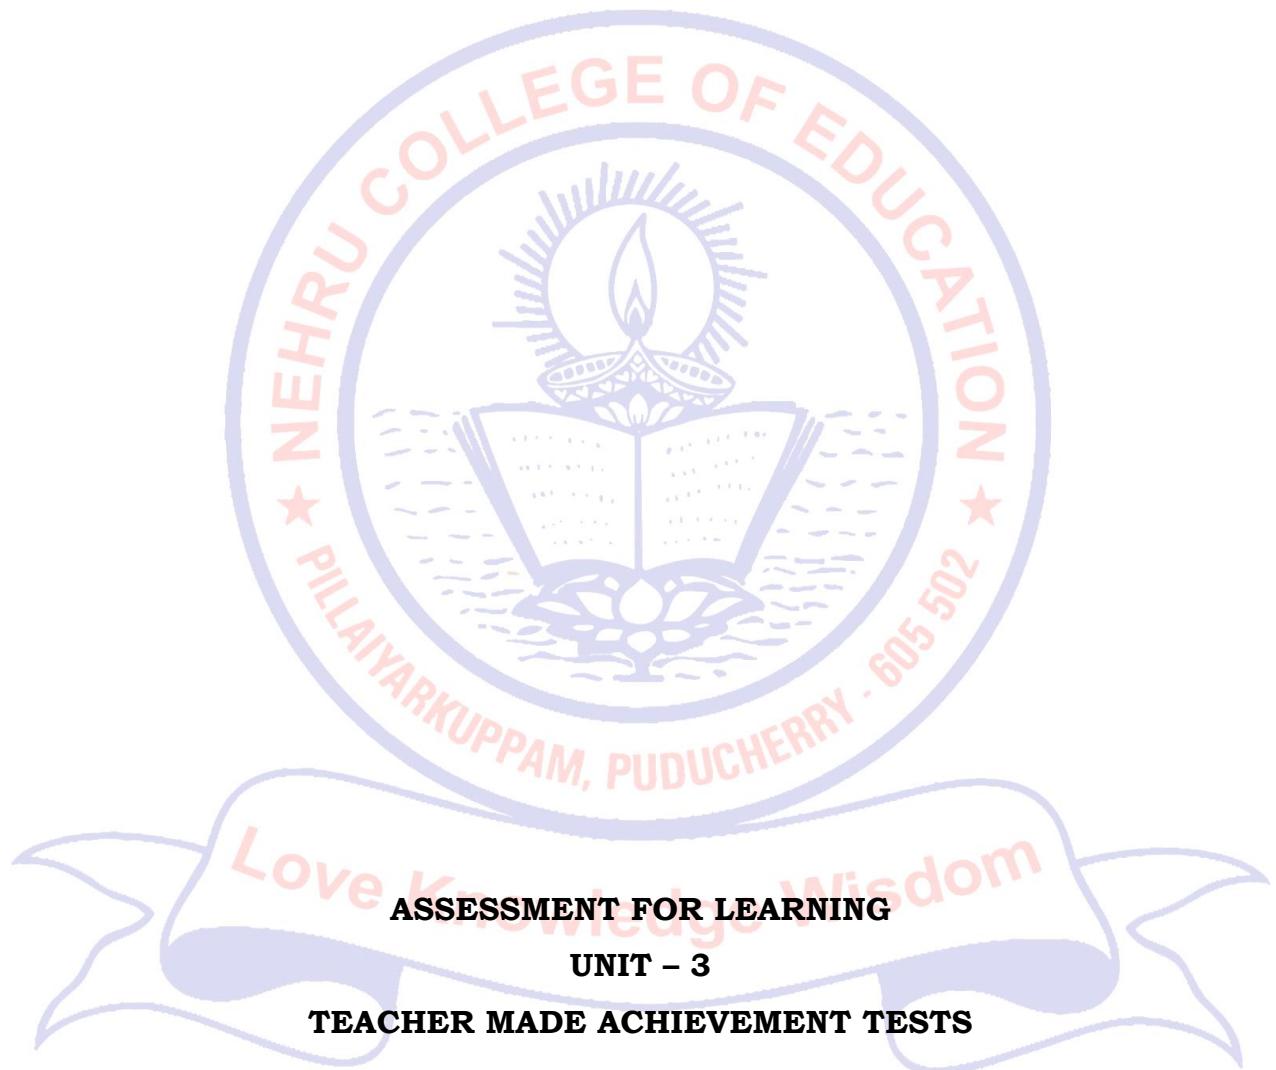 NEHRU COLLEGE OF EDUCATION
PILLAIYARKUPPAM, PUDUCHERRY - 605 502
Love Knowledge Wisdom
ASSESSMENT FOR LEARNING
UNIT – 3
TEACHER MADE ACHIEVEMENT TESTS